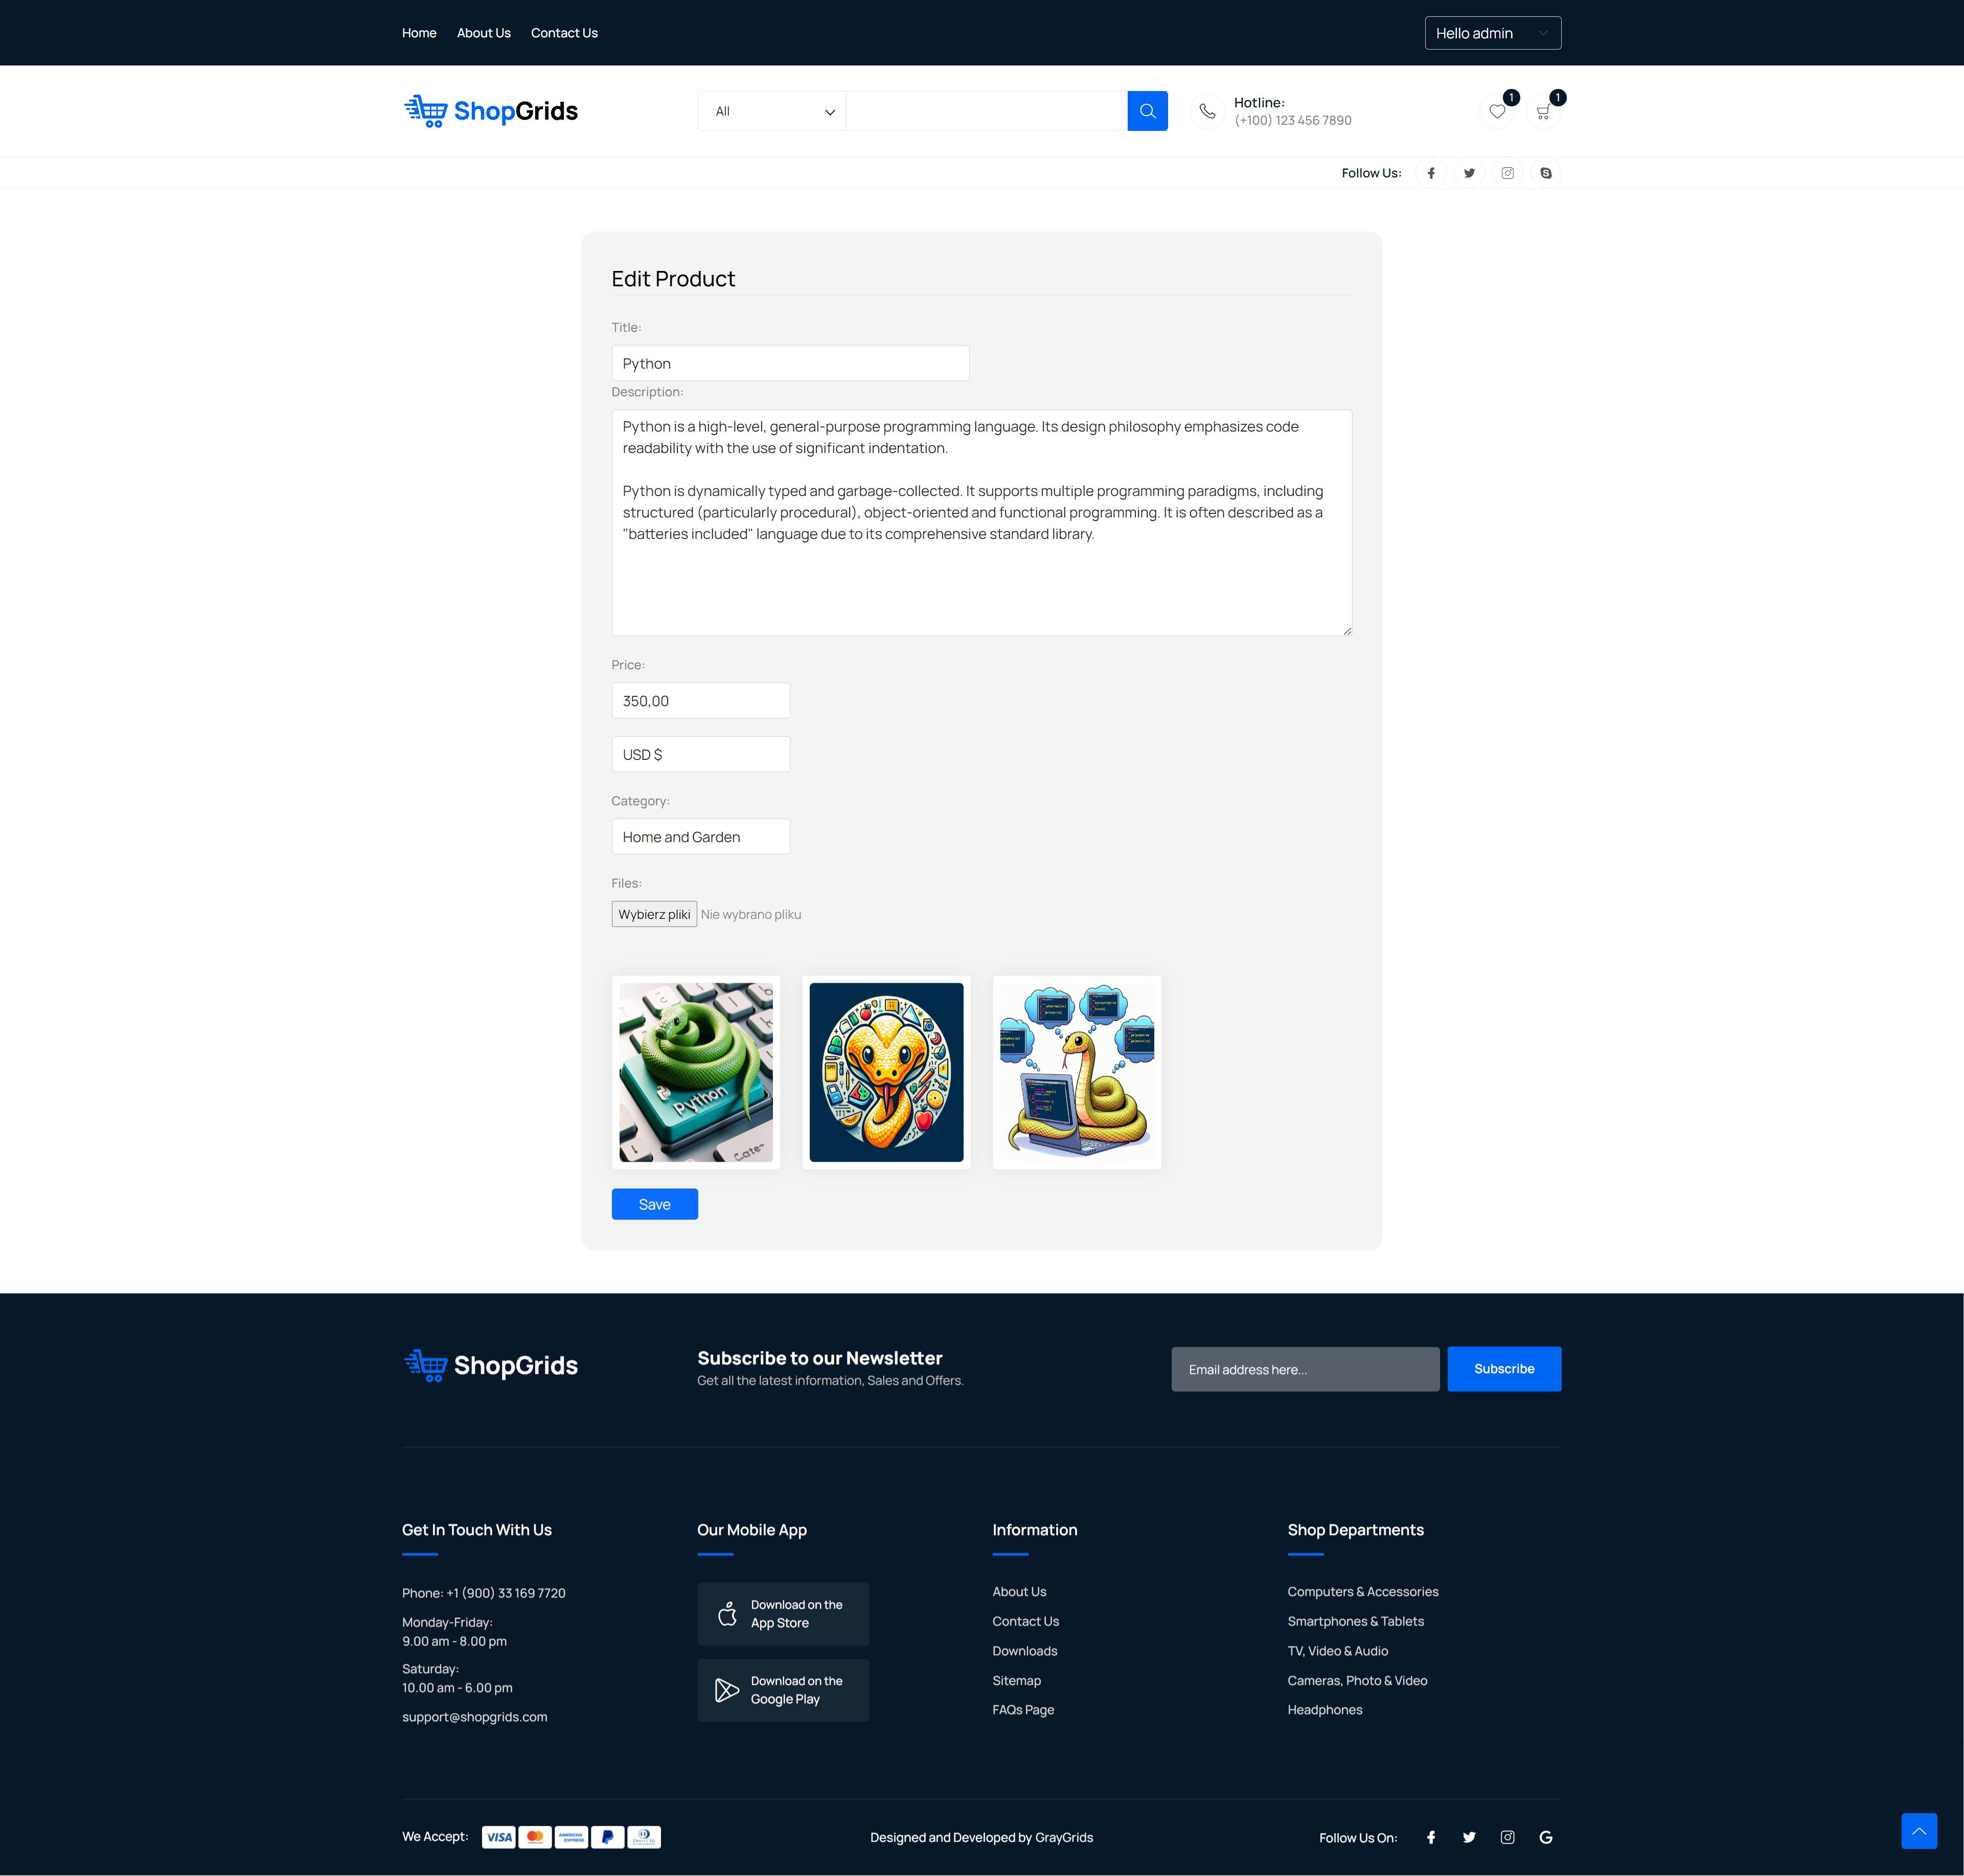 Home About Us Contact Us Hello admin
ShopGrids All Hotline: 1 1
(+100) 123 456 7890
Follow Us:
Edit Product
Title:
Python
Description:
Python is a high-level, general-purpose programming language. Its design philosophy emphasizes code
readability with the use of significant indentation.
Python is dynamically typed and garbage-collected. It supports multiple programming paradigms, including
structured (particularly procedural), object-oriented and functional programming. It is often described as a
"batteries included" language due to its comprehensive standard library.
Price:
350,00
USD $
Category:
Home and Garden
Files:
Wybierz pliki Nie wybrano pliku
Python
Cate-
Save
ShopGrids
Subscribe to our Newsletter
Get all the latest information, Sales and Offers.
Email address here... Subscribe
Get In Touch With Us
Phone: +1 (900) 33 169 7720
Monday-Friday:
9.00 am - 8.00 pm
Saturday:
10.00 am - 6.00 pm
support@shopgrids.com
Our Mobile App
Download on the
App Store
Download on the
Google Play
Information
About Us
Contact Us
Downloads
Sitemap
FAQs Page
Shop Departments
Computers & Accessories
Smartphones & Tablets
TV, Video & Audio
Cameras, Photo & Video
Headphones
We Accept: VISA AMERICAN EXPRESS Designed and Developed by GrayGrids Follow Us On: